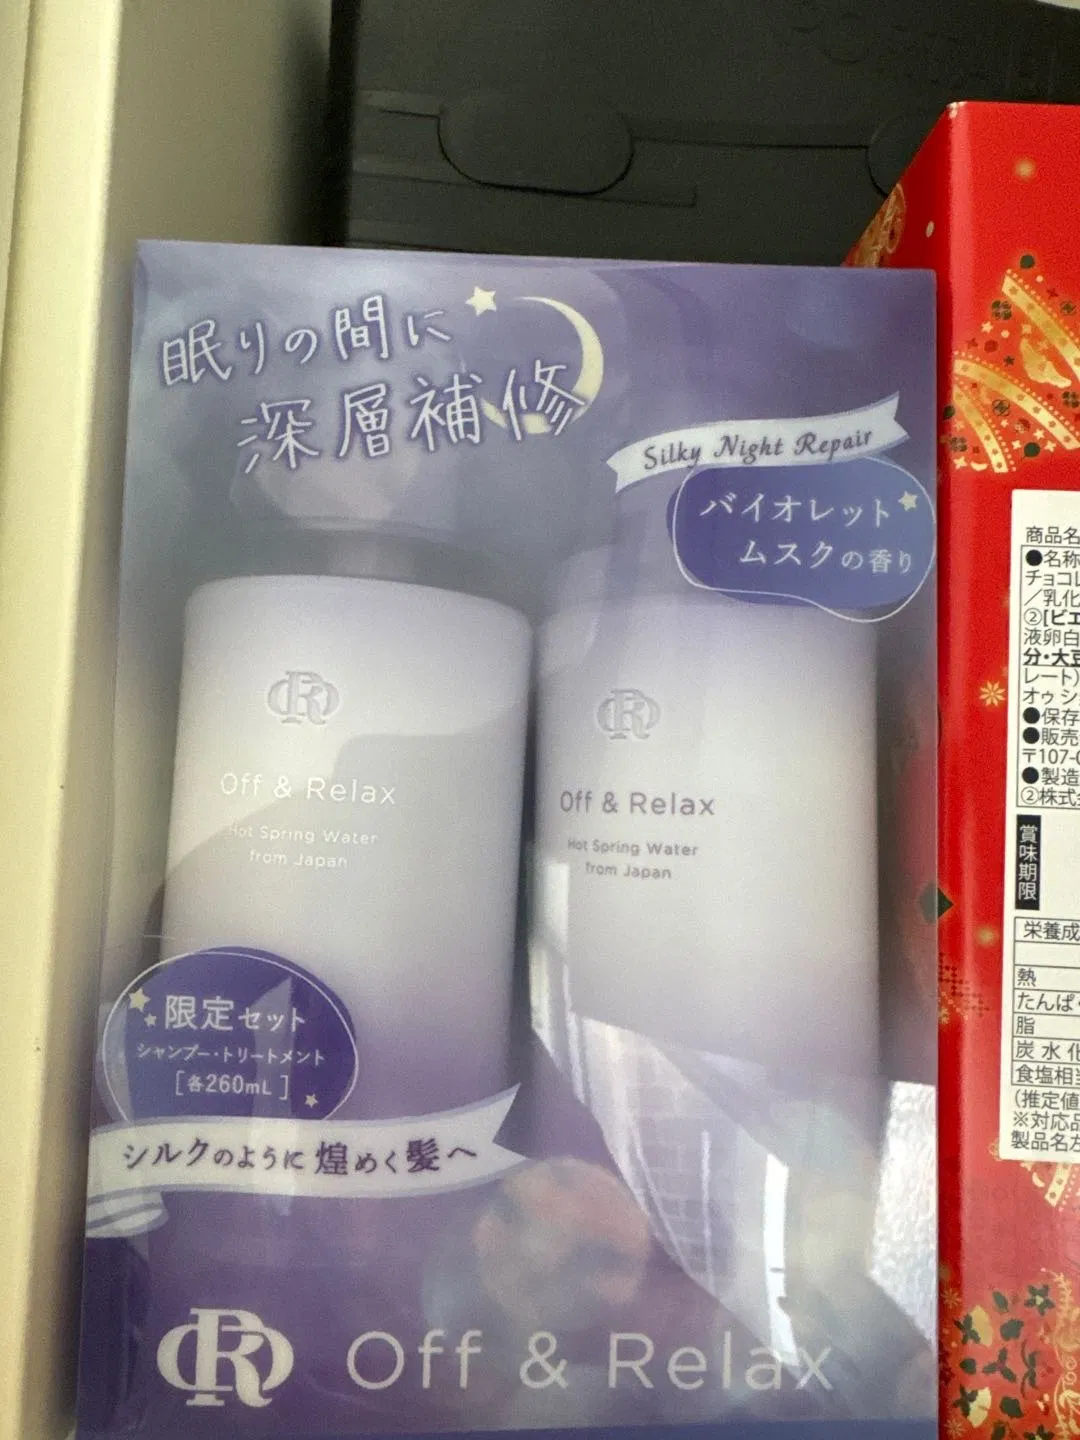 眠りの間に
深層補修
Silky Night Repair
バイオレット
ムスクの香り
Off & Relax
Hot Spring Water
from Japan
Off & Relax
Hot Spring Water
from Japan
限定セット
シャンプー・トリートメント
[各260mL]
シルクのように煌めく髪へ
Off & Relax
商品名
●名称
チョコレ
/乳化
②[ビエ
液卵白
分・大豆
レート)
オゥ シ
●保存
●販売
〒107-0
●製造
②株式
賞味期限
栄養成
熱
たんぱ
脂
炭水化
食塩相当
(推定値
※対応品
製品名左